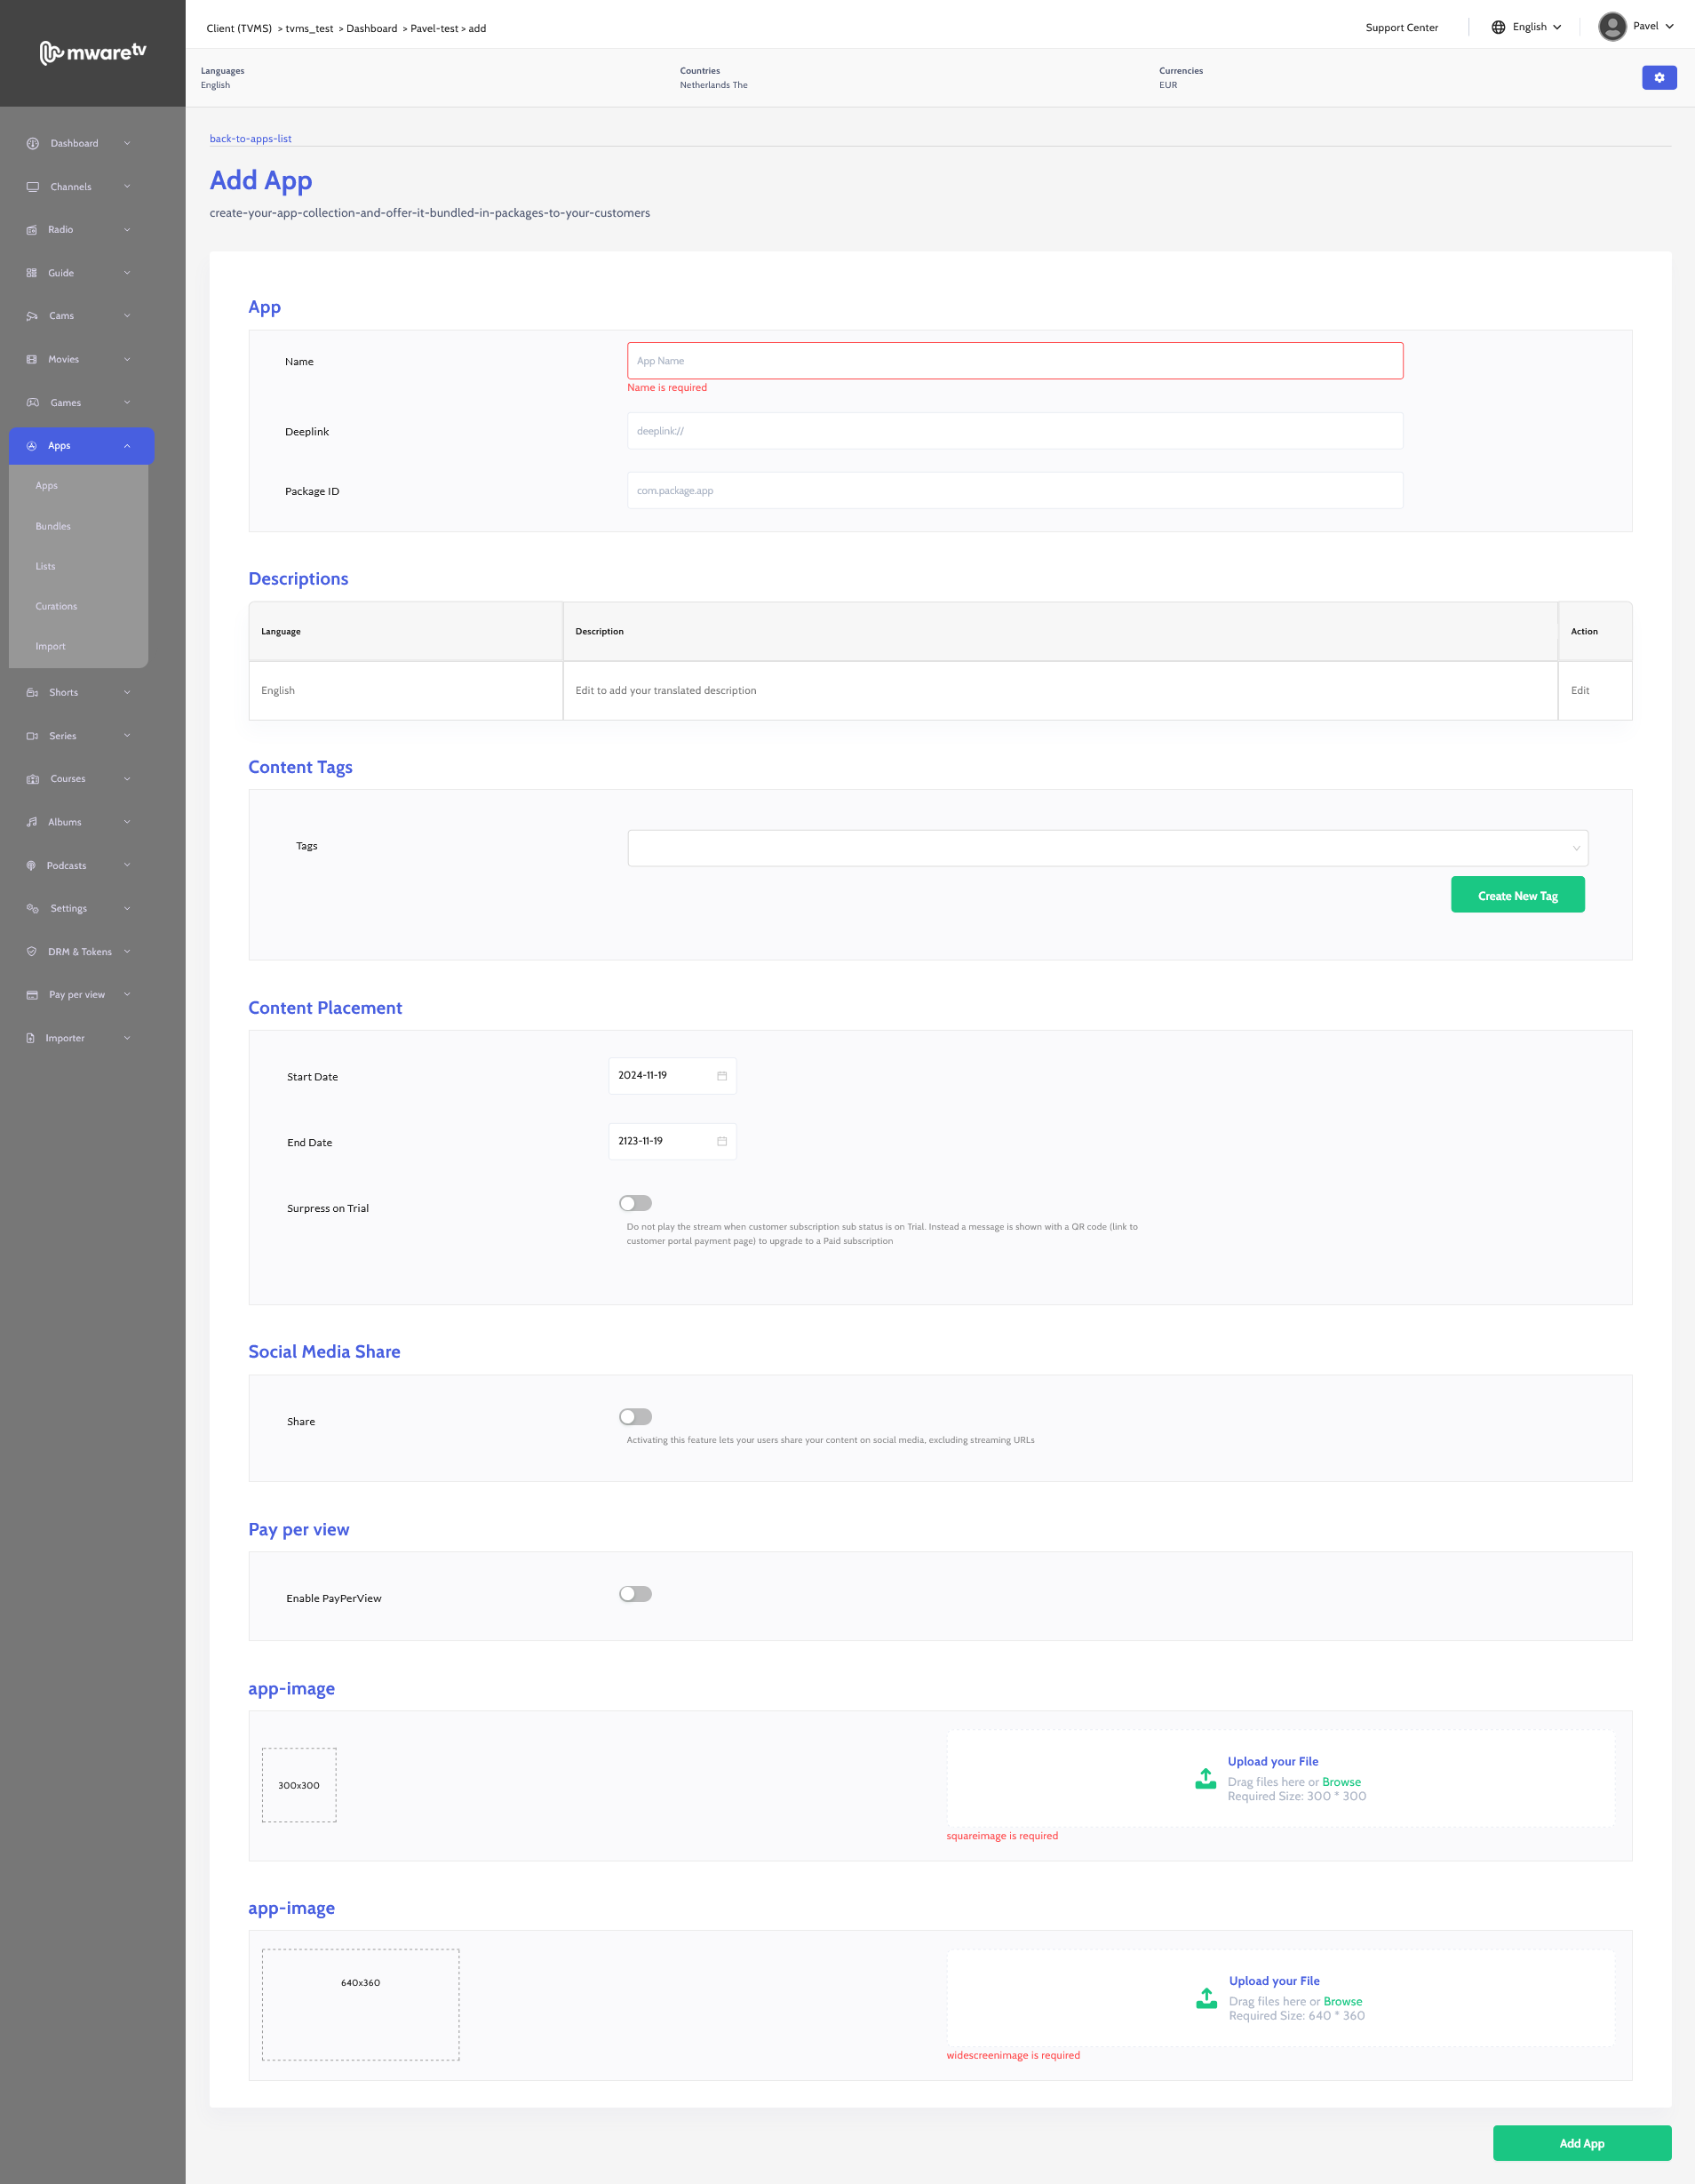 mware tv
Client (TVMS) > tvms_test > Dashboard > Pavel-test > add
Support Center
English
Pavel
Languages
English
Countries
Netherlands The
Currencies
EUR
Dashboard
Channels
Radio
Guide
Cams
Movies
Games
Apps
Apps
Bundles
Lists
Curations
Import
Shorts
Series
Courses
Albums
Podcasts
Settings
DRM & Tokens
Pay per view
Importer
back-to-apps-list
Add App
create-your-app-collection-and-offer-it-bundled-in-packages-to-your-customers
App
Name
App Name
Name is required
Deeplink
deeplink://
Package ID
com.package.app
Descriptions
Language Description Action
English Edit to add your translated description Edit
Content Tags
Tags
Create New Tag
Content Placement
Start Date
2024-11-19
End Date
2123-11-19
Surpress on Trial
Do not play the stream when customer subscription sub status is on Trial. Instead a message is shown with a QR code (link to
customer portal payment page) to upgrade to a Paid subscription
Social Media Share
Share
Activating this feature lets your users share your content on social media, excluding streaming URLs
Pay per view
Enable PayPerView
app-image
300x300
Upload your File
Drag files here or Browse
Required Size: 300 * 300
squareimage is required
app-image
640x360
Upload your File
Drag files here or Browse
Required Size: 640 * 360
widescreenimage is required
Add App